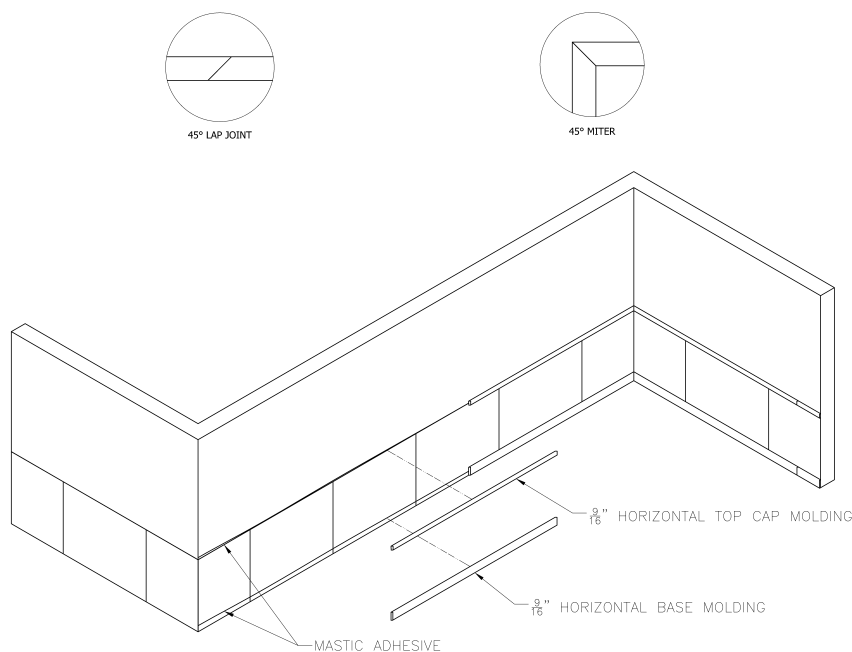 45° LAP JOINT
45° MITER
9/16" HORIZONTAL TOP CAP MOLDING
9/16" HORIZONTAL BASE MOLDING
MASTIC ADHESIVE